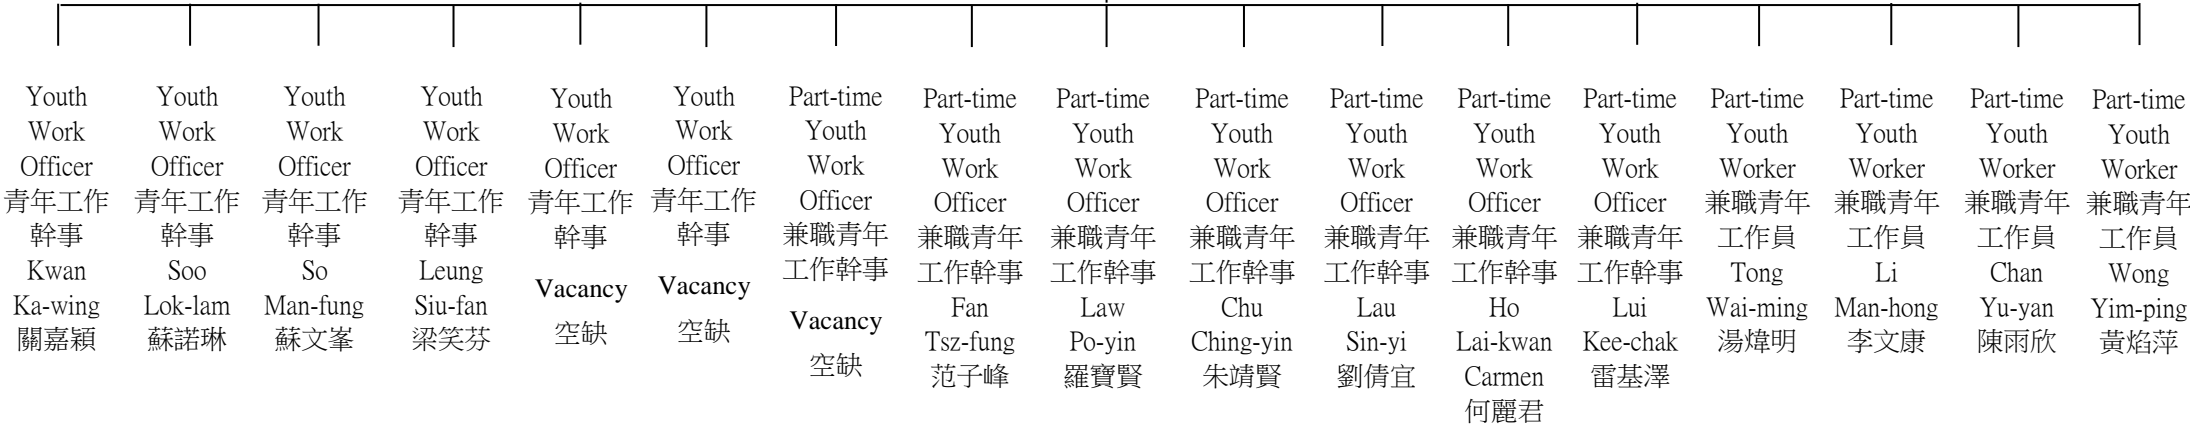 Youth
Work
Officer
青年工作
幹事
Kwan
Ka-wing
關嘉穎
Youth
Work
Officer
青年工作
幹事
Soo
Lok-lam
蘇諾琳
Youth
Work
Officer
青年工作
幹事
So
Man-fung
蘇文峯
Youth
Work
Officer
青年工作
幹事
Leung
Siu-fan
梁笑芬
Youth
Work
Officer
青年工作
幹事
Vacancy
空缺
Youth
Work
Officer
青年工作
幹事
Vacancy
空缺
Part-time
Youth
Work
Officer
兼職青年
工作幹事
Vacancy
空缺
Part-time
Youth
Work
Officer
兼職青年
工作幹事
Fan
Tsz-fung
范子峰
Part-time
Youth
Work
Officer
兼職青年
工作幹事
Law
Po-yin
羅寶賢
Part-time
Youth
Work
Officer
兼職青年
工作幹事
Chu
Ching-yin
朱靖賢
Part-time
Youth
Work
Officer
兼職青年
工作幹事
Lau
Sin-yi
劉倩宜
Part-time
Youth
Work
Officer
兼職青年
工作幹事
Ho
Lai-kwan
Carmen
何麗君
Part-time
Youth
Work
Officer
兼職青年
工作幹事
Lui
Kee-chak
雷基澤
Part-time
Youth
Worker
兼職青年
工作員
Tong
Wai-ming
湯煒明
Part-time
Youth
Worker
兼職青年
工作員
Li
Man-hong
李文康
Part-time
Youth
Worker
兼職青年
工作員
Chan
Yu-yan
陳雨欣
Part-time
Youth
Worker
兼職青年
工作員
Wong
Yim-ping
黃焰萍